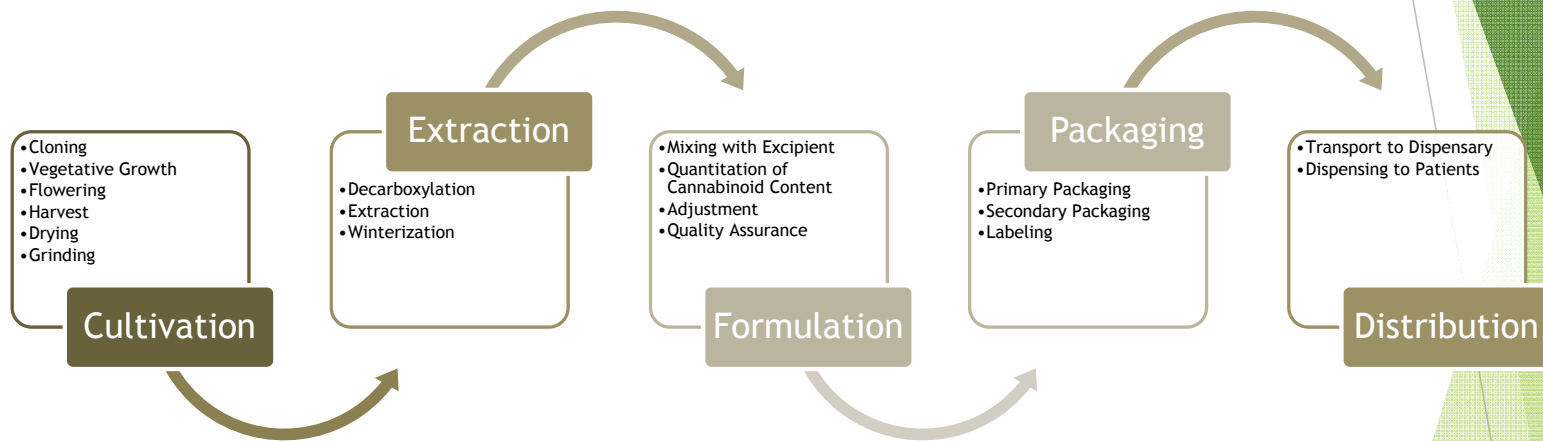 •Cloning
•Vegetative Growth
•Flowering
•Harvest
•Drying
•Grinding
Cultivation
Extraction
•Decarboxylation
•Extraction
•Winterization
•Mixing with Excipient
•Quantitation of
Cannabinoid Content
•Adjustment
•Quality Assurance
Formulation
Packaging
•Primary Packaging
•Secondary Packaging
•Labeling
•Transport to Dispensary
•Dispensing to Patients
Distribution